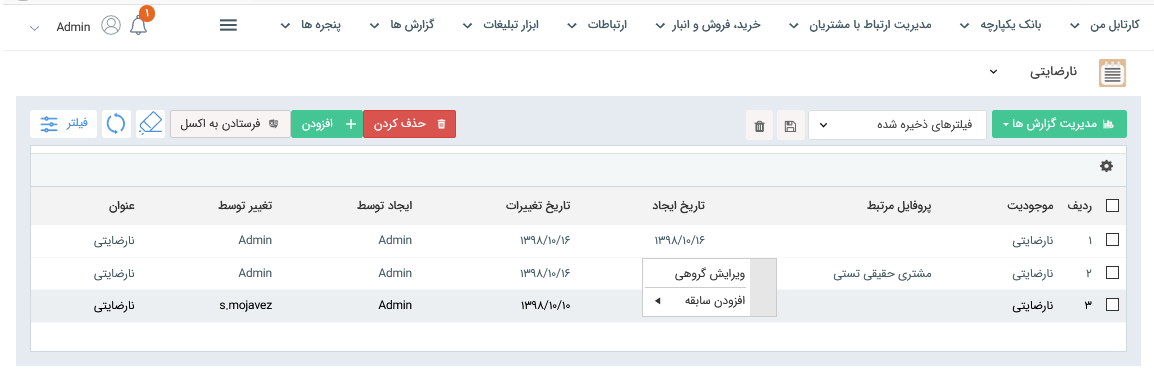 کارتابل من بانک یکپارچه مدیریت ارتباط با مشتریان خرید، فروش و انبار ارتباطات ابزار تبلیغات گزارش ها پنجره ها ۱ Admin
نارضایتی
مدیریت گزارش ها فیلترهای ذخیره شده حذف کردن افزودن فرستادن به اکسل فیلتر
ردیف موجودیت پروفایل مرتبط تاریخ ایجاد تاریخ تغییرات ایجاد توسط تغییر توسط عنوان
۱ نارضایتی ۱۳۹۸/۱۰/۱۶ ۱۳۹۸/۱۰/۱۶ Admin Admin نارضایتی
۲ نارضایتی مشتری حقیقی تستی ۱۳۹۸/۱۰/۱۶ Admin Admin نارضایتی
۳ نارضایتی ۱۳۹۸/۱۰/۱۰ Admin s.mojavez نارضایتی
ویرایش گروهی
افزودن سابقه